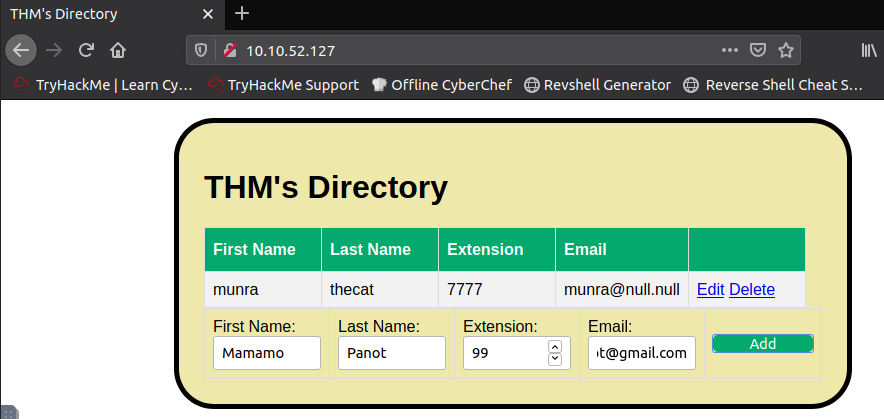 THM's Directory
10.10.52.127
TryHackMe | Learn Cy… TryHackMe Support Offline CyberChef Revshell Generator Reverse Shell Cheat S…
THM's Directory
First Name Last Name Extension Email
munra thecat 7777 munra@null.null Edit Delete
First Name: Last Name: Extension: Email:
Mamamo Panot 99 ot@gmail.com Add